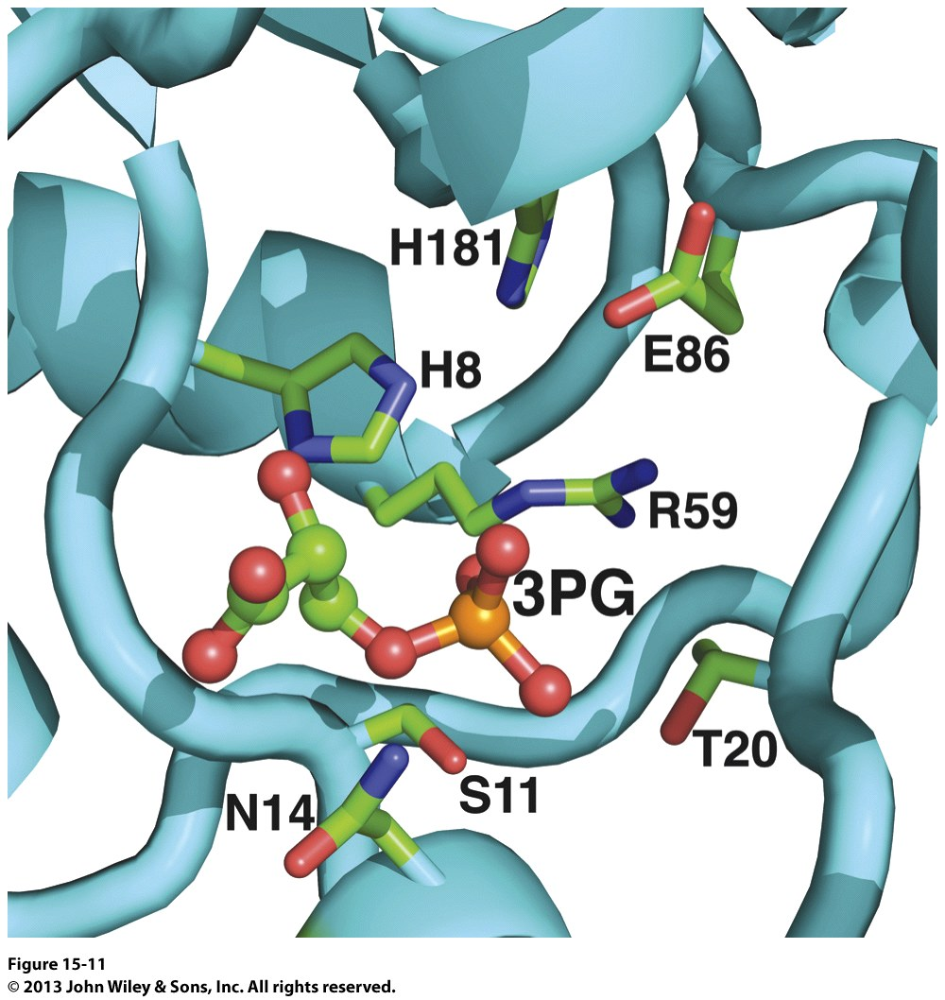 H181
E86
H8
R59
3PG
T20
S11
N14
Figure 15-11
© 2013 John Wiley & Sons, Inc. All rights reserved.